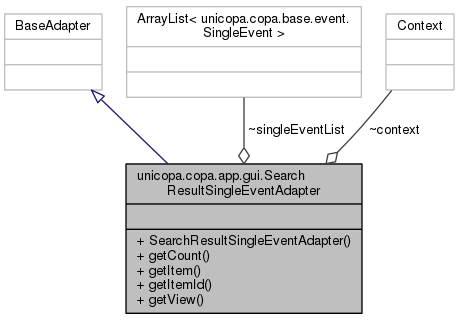 BaseAdapter
ArrayList< unicopa.copa.base.event.
SingleEvent >
Context
~singleEventList
~context
unicopa.copa.app.gui.Search
ResultSingleEventAdapter
+ SearchResultSingleEventAdapter()
+ getCount()
+ getItem()
+ getItemId()
+ getView()